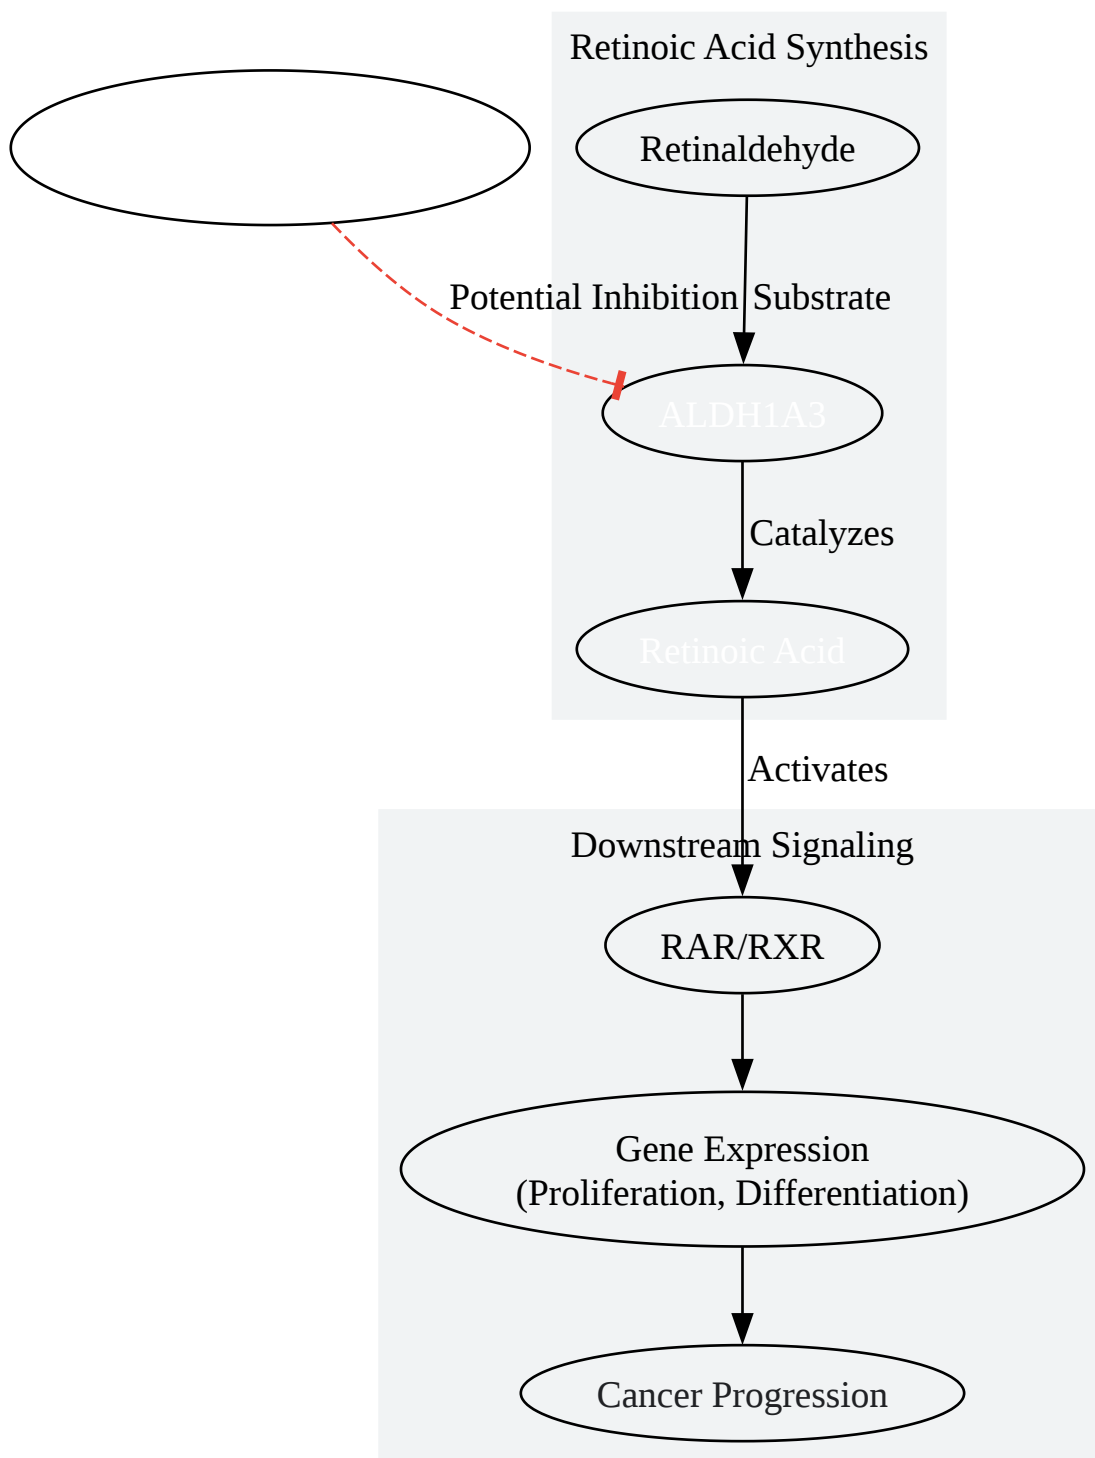 Retinoic Acid Synthesis
Retinaldehyde
Potential Inhibition
Substrate
ALDH1A3
Catalyzes
Retinoic Acid
Activates
Downstream Signaling
RAR/RXR
Gene Expression
(Proliferation, Differentiation)
Cancer Progression